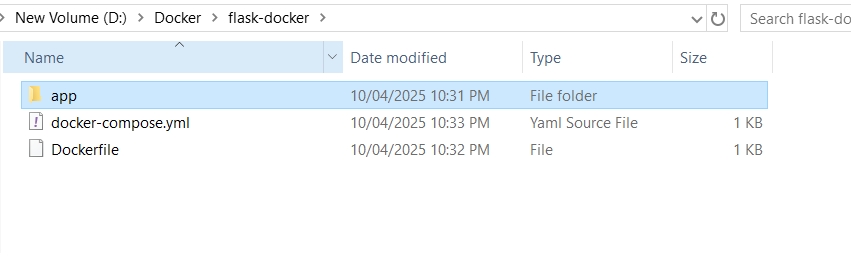 New Volume (D:) > Docker > flask-docker > Search flask-do
Name Date modified Type Size
app 10/04/2025 10:31 PM File folder
docker-compose.yml 10/04/2025 10:33 PM Yaml Source File 1 KB
Dockerfile 10/04/2025 10:32 PM File 1 KB